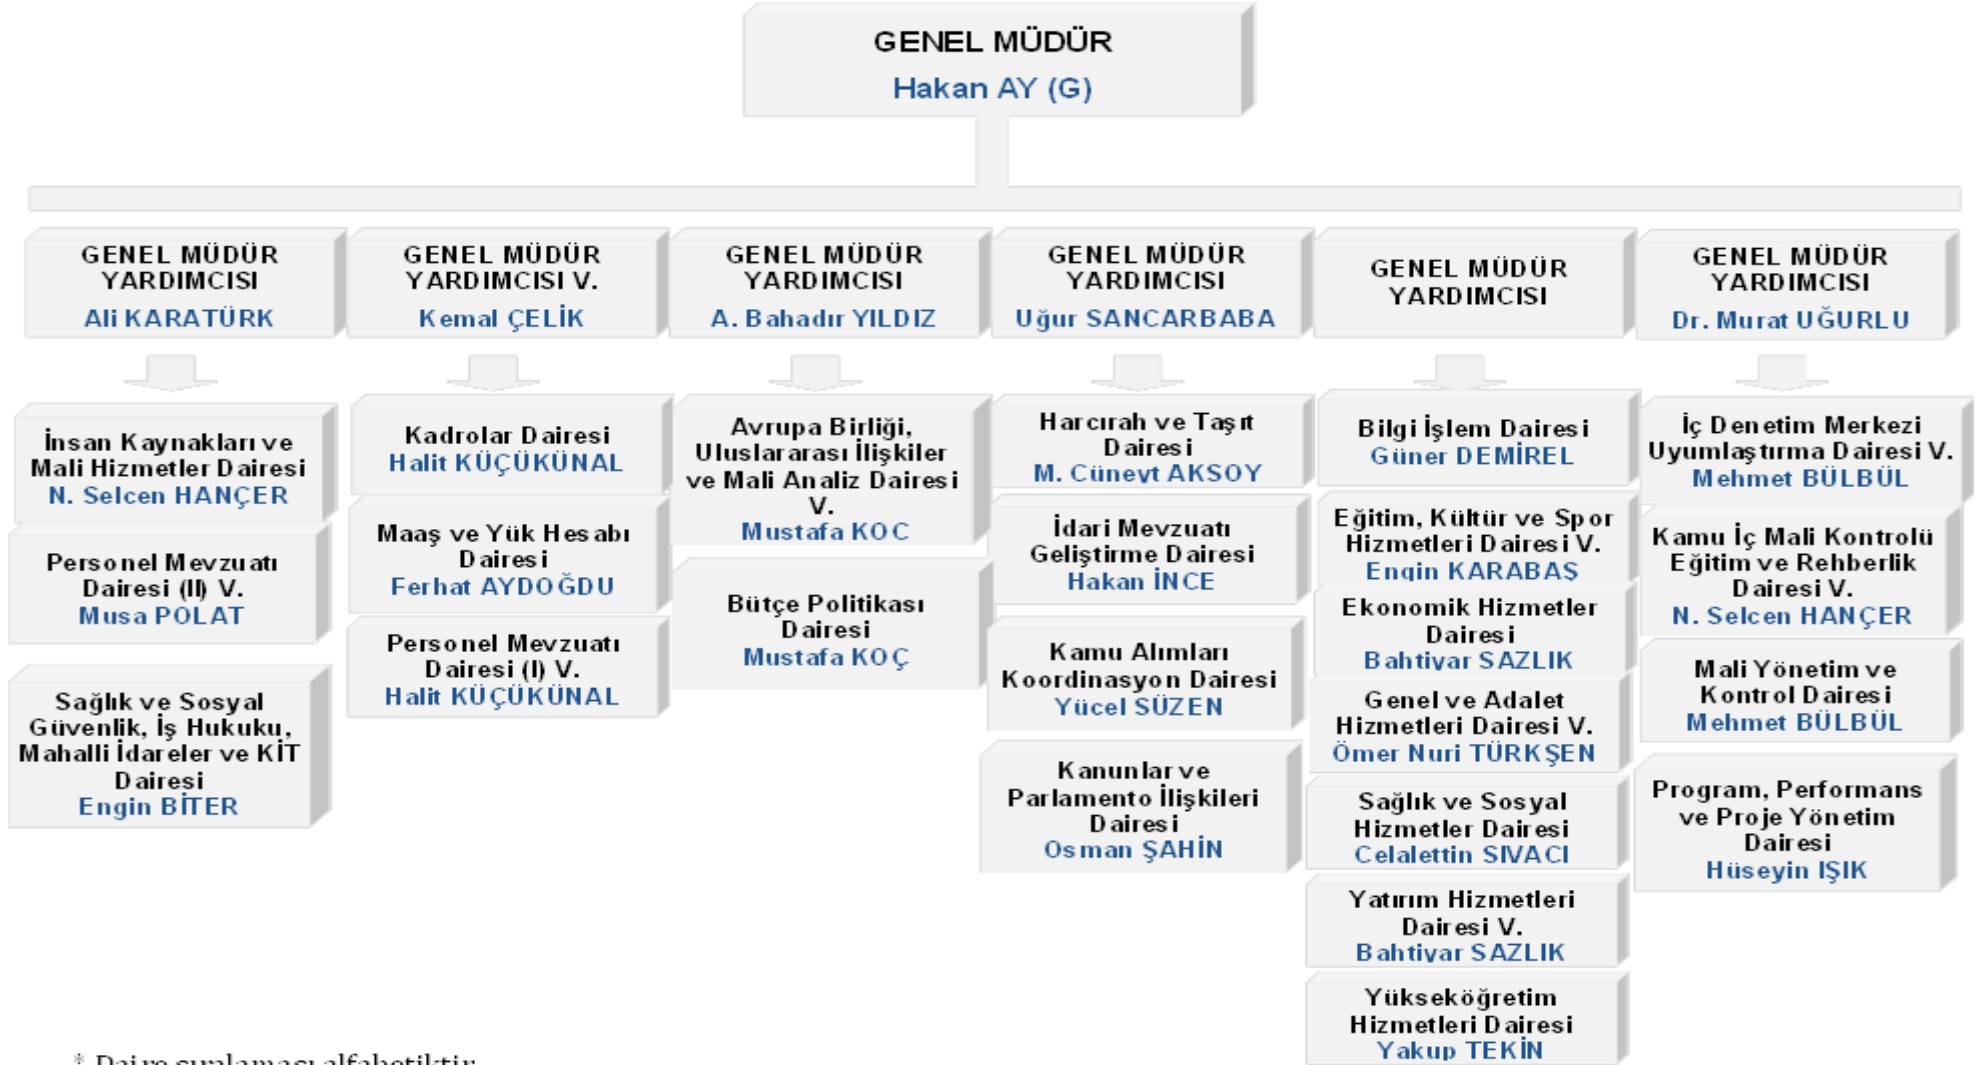 GENEL MÜDÜR
Hakan AY (G)
GENEL MÜDÜR
YARDIMCISI
Ali KARATÜRK
İnsan Kaynakları ve
Mali Hizmetler Dairesi
N. Selcen HANÇER
Personel Mevzuatı
Dairesi (II) V.
Musa POLAT
Sağlık ve Sosyal
Güvenlik, İş Hukuku,
Mahalli İdareler ve KİT
Dairesi
Engin BİTER
GENEL MÜDÜR
YARDIMCISI V.
Kemal ÇELİK
Kadrolar Dairesi
Halit KÜÇÜKÜNAL
Maaş ve Yük Hesabı
Dairesi
Ferhat AYDOĞDU
Personel Mevzuatı
Dairesi (I) V.
Halit KÜÇÜKÜNAL
GENEL MÜDÜR
YARDIMCISI
A. Bahadır YILDIZ
Avrupa Birliği,
Uluslararası İlişkiler
ve Mali Analiz Dairesi
V.
Mustafa KOÇ
Bütçe Politikası
Dairesi
Mustafa KOÇ
GENEL MÜDÜR
YARDIMCISI
Uğur SANCARBABA
Harcırah ve Taşıt
Dairesi
M. Cüneyt AKSOY
İdari Mevzuatı
Geliştirme Dairesi
Hakan İNCE
Kamu Alımları
Koordinasyon Dairesi
Yücel SÜZEN
Kanunlar ve
Parlamento İlişkileri
Dairesi
Osman ŞAHİN
GENEL MÜDÜR
YARDIMCISI
Bilgi İşlem Dairesi
Güner DEMİREL
Eğitim, Kültür ve Spor
Hizmetleri Dairesi V.
Engin KARABAŞ
Ekonomik Hizmetler
Dairesi
Bahtiyar SAZLIK
Genel ve Adalet
Hizmetleri Dairesi V.
Ömer Nuri TÜRKŞEN
Sağlık ve Sosyal
Hizmetler Dairesi
Celalettin SIVACI
Yatırım Hizmetleri
Dairesi V.
Bahtiyar SAZLIK
Yükseköğretim
Hizmetleri Dairesi
Yakup TEKİN
GENEL MÜDÜR
YARDIMCISI
Dr. Murat UĞURLU
İç Denetim Merkezi
Uyumlaştırma Dairesi V.
Mehmet BÜLBÜL
Kamu İç Mali Kontrolü
Eğitim ve Rehberlik
Dairesi V.
N. Selcen HANÇER
Mali Yönetim ve
Kontrol Dairesi
Mehmet BÜLBÜL
Program, Performans
ve Proje Yönetim
Dairesi
Hüseyin IŞIK
* Daire sıralaması alfabetiktir